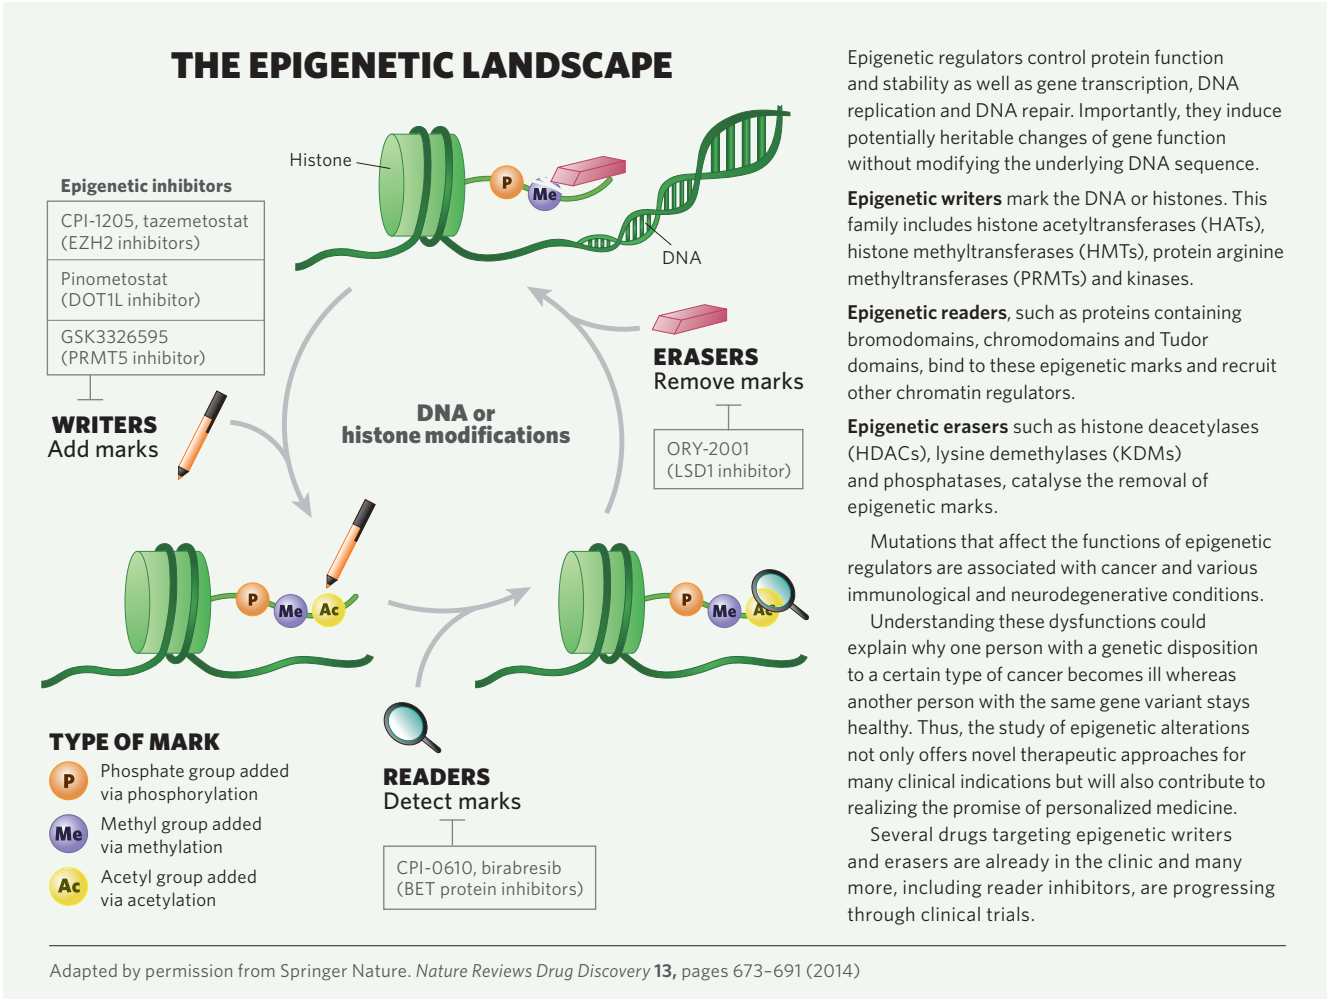 THE EPIGENETIC LANDSCAPE
Histone
P
Me
DNA
Epigenetic inhibitors
CPI-1205, tazemetostat
(EZH2 inhibitors)
Pinometostat
(DOT1L inhibitor)
GSK3326595
(PRMT5 inhibitor)
WRITERS
Add marks
DNA or
histone modifications
ERASERS
Remove marks
ORY-2001
(LSD1 inhibitor)
P
Me
Ac
P
Me
Ac
TYPE OF MARK
P
Phosphate group added
via phosphorylation
Me
Methyl group added
via methylation
Ac
Acetyl group added
via acetylation
READERS
Detect marks
CPI-0610, birabresib
(BET protein inhibitors)
Epigenetic regulators control protein function
and stability as well as gene transcription, DNA
replication and DNA repair. Importantly, they induce
potentially heritable changes of gene function
without modifying the underlying DNA sequence.
Epigenetic writers mark the DNA or histones. This
family includes histone acetyltransferases (HATs),
histone methyltransferases (HMTs), protein arginine
methyltransferases (PRMTs) and kinases.
Epigenetic readers, such as proteins containing
bromodomains, chromodomains and Tudor
domains, bind to these epigenetic marks and recruit
other chromatin regulators.
Epigenetic erasers such as histone deacetylases
(HDACs), lysine demethylases (KDMs)
and phosphatases, catalyse the removal of
epigenetic marks.
Mutations that affect the functions of epigenetic
regulators are associated with cancer and various
immunological and neurodegenerative conditions.
Understanding these dysfunctions could
explain why one person with a genetic disposition
to a certain type of cancer becomes ill whereas
another person with the same gene variant stays
healthy. Thus, the study of epigenetic alterations
not only offers novel therapeutic approaches for
many clinical indications but will also contribute to
realizing the promise of personalized medicine.
Several drugs targeting epigenetic writers
and erasers are already in the clinic and many
more, including reader inhibitors, are progressing
through clinical trials.
Adapted by permission from Springer Nature. Nature Reviews Drug Discovery 13, pages 673–691 (2014)